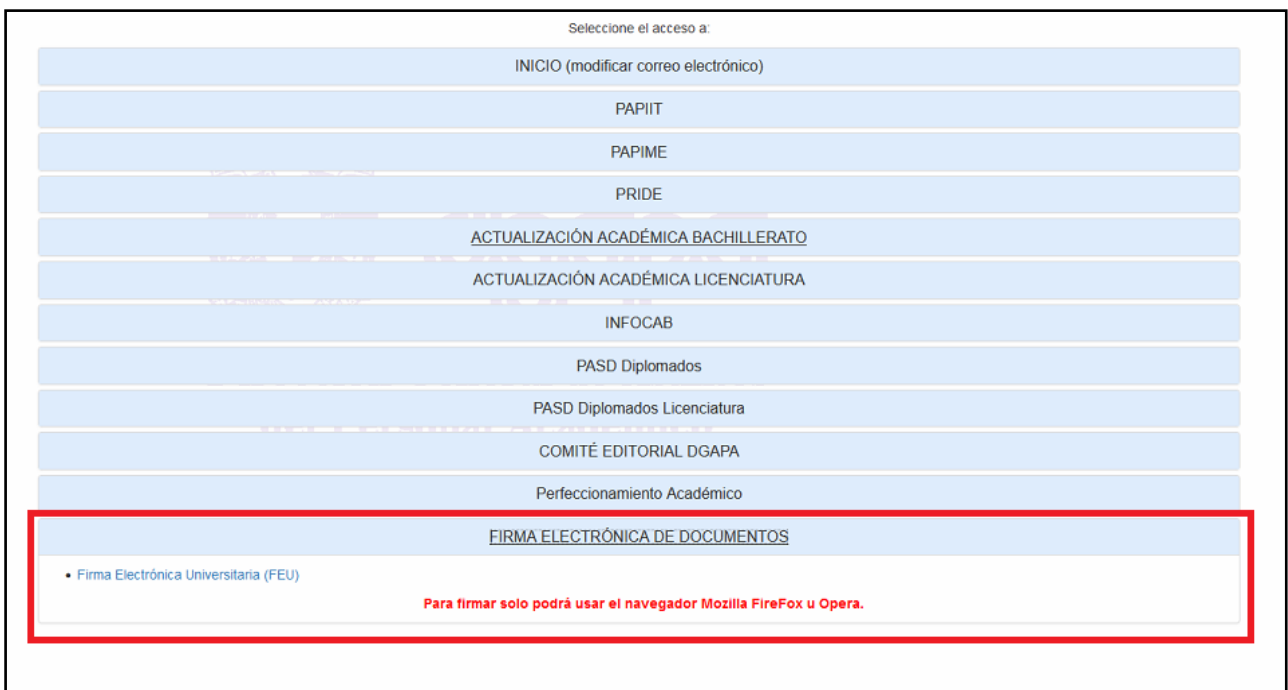 Seleccione el acceso a:
INICIO (modificar correo electrónico)
PAPIIT
PAPIME
PRIDE
ACTUALIZACIÓN ACADÉMICA BACHILLERATO
ACTUALIZACIÓN ACADÉMICA LICENCIATURA
INFOCAB
PASD Diplomados
PASD Diplomados Licenciatura
COMITÉ EDITORIAL DGAPA
Perfeccionamiento Académico
FIRMA ELECTRÓNICA DE DOCUMENTOS
• Firma Electrónica Universitaria (FEU)
Para firmar solo podrá usar el navegador Mozilla FireFox u Opera.